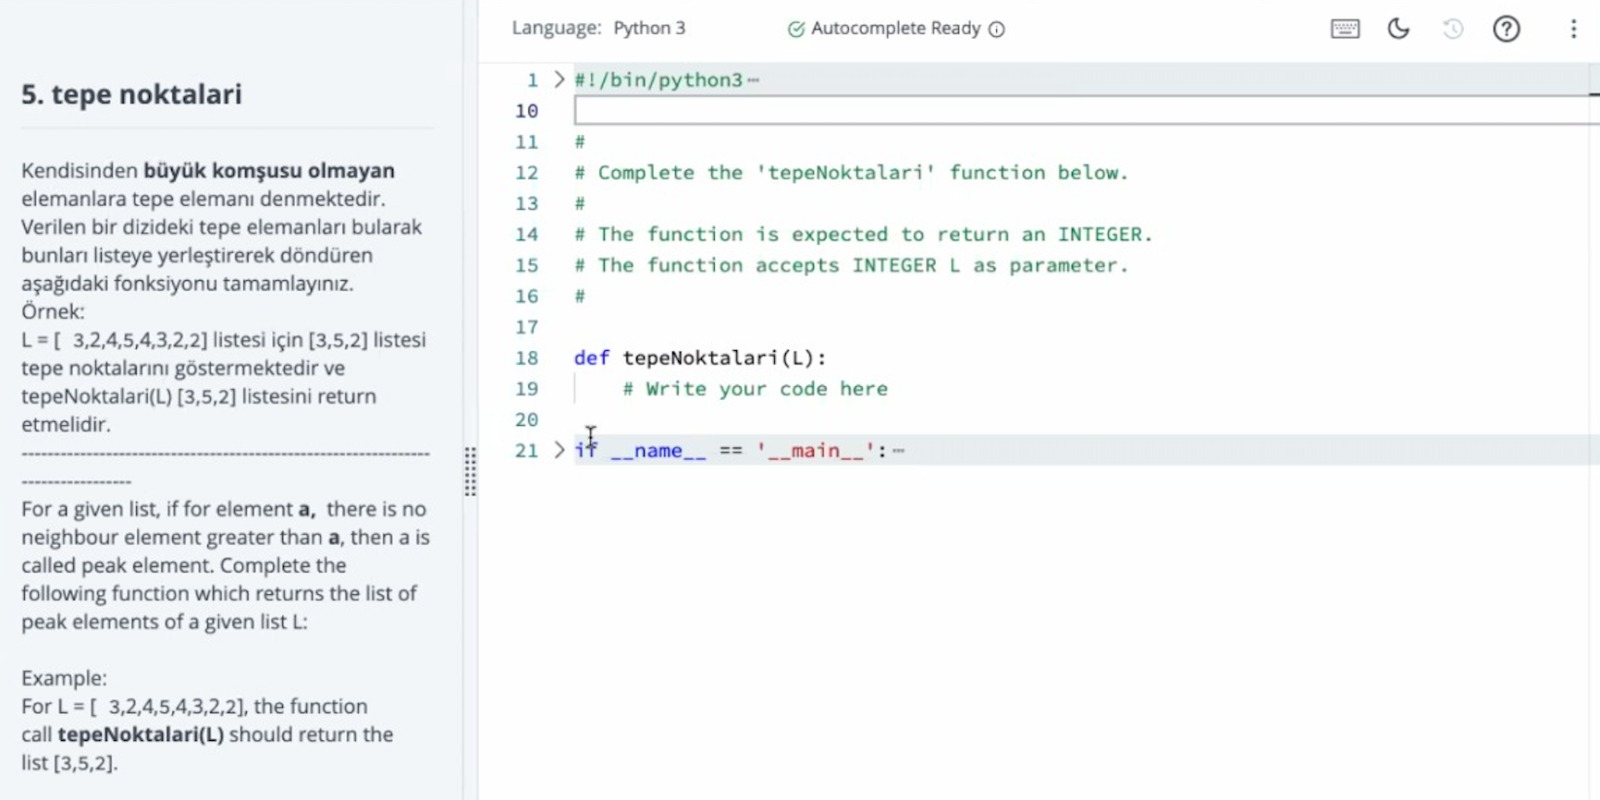 Language: Python 3
Autocomplete Ready
5. tepe noktalari
Kendisinden büyük komşusu olmayan
elemanlara tepe elemanı denmektedir.
Verilen bir dizideki tepe elemanları bularak
bunları listeye yerleştirerek döndüren
aşağıdaki fonksiyonu tamamlayınız.
Örnek:
L = [  3,2,4,5,4,3,2,2] listesi için [3,5,2] listesi
tepe noktalarını göstermektedir ve
tepeNoktalari(L) [3,5,2] listesini return
etmelidir.
--------------------------------------------------------------------
------------------
For a given list, if for element a,  there is no
neighbour element greater than a, then a is
called peak element. Complete the
following function which returns the list of
peak elements of a given list L:
Example:
For L = [  3,2,4,5,4,3,2,2], the function
call tepeNoktalari(L) should return the
list [3,5,2].
1 #!/bin/python3
10
11 #
12 # Complete the 'tepeNoktalari' function below.
13 #
14 # The function is expected to return an INTEGER.
15 # The function accepts INTEGER L as parameter.
16 #
17
18 def tepeNoktalari(L):
19     # Write your code here
20
21 if __name__ == '__main__':